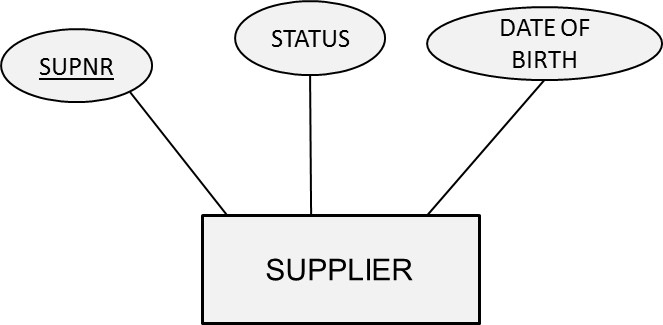 SUPNR
STATUS
DATE OF
BIRTH
SUPPLIER